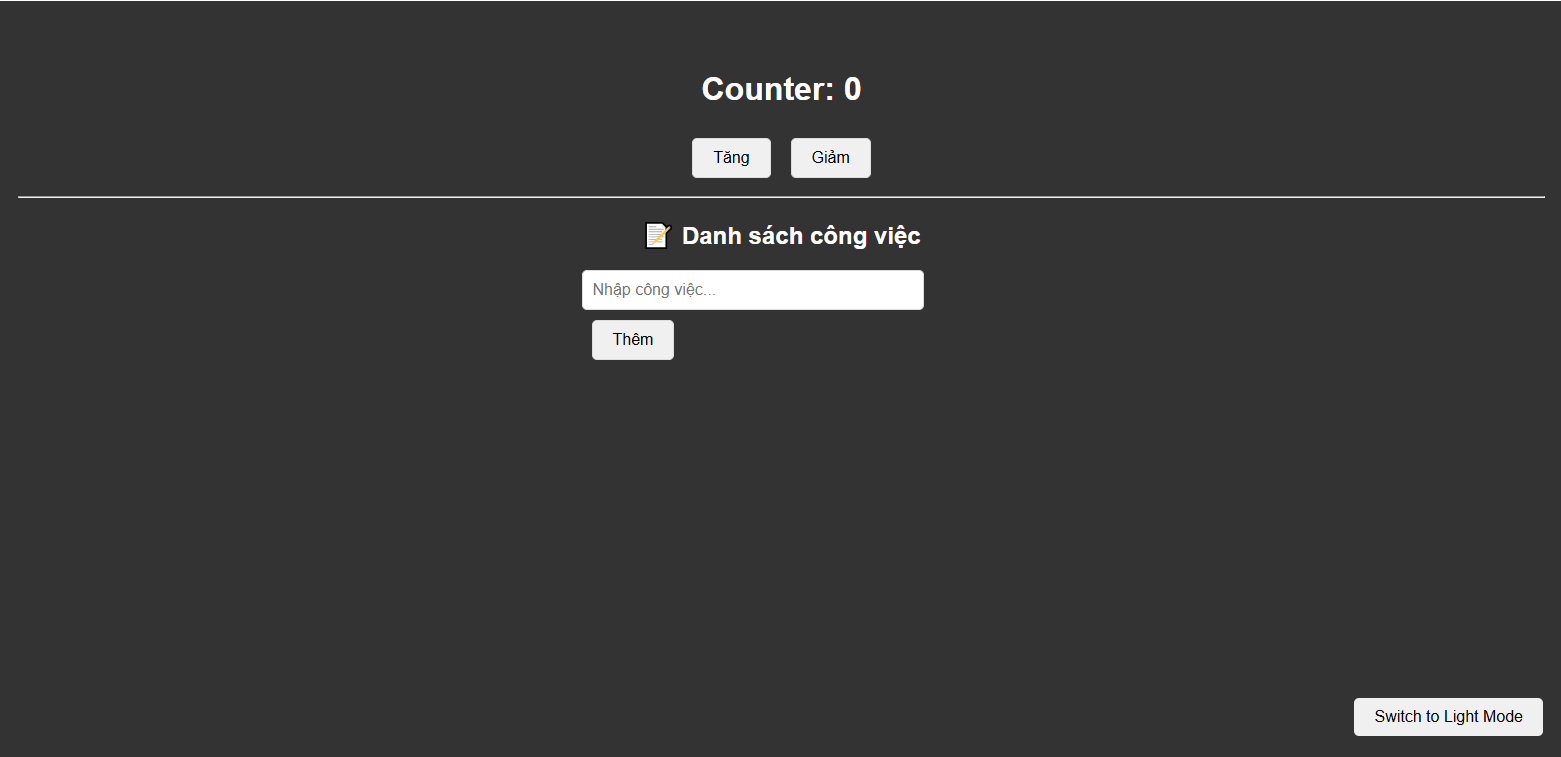 Counter: 0
Tăng Giảm
📝 Danh sách công việc
Nhập công việc...
Thêm
Switch to Light Mode